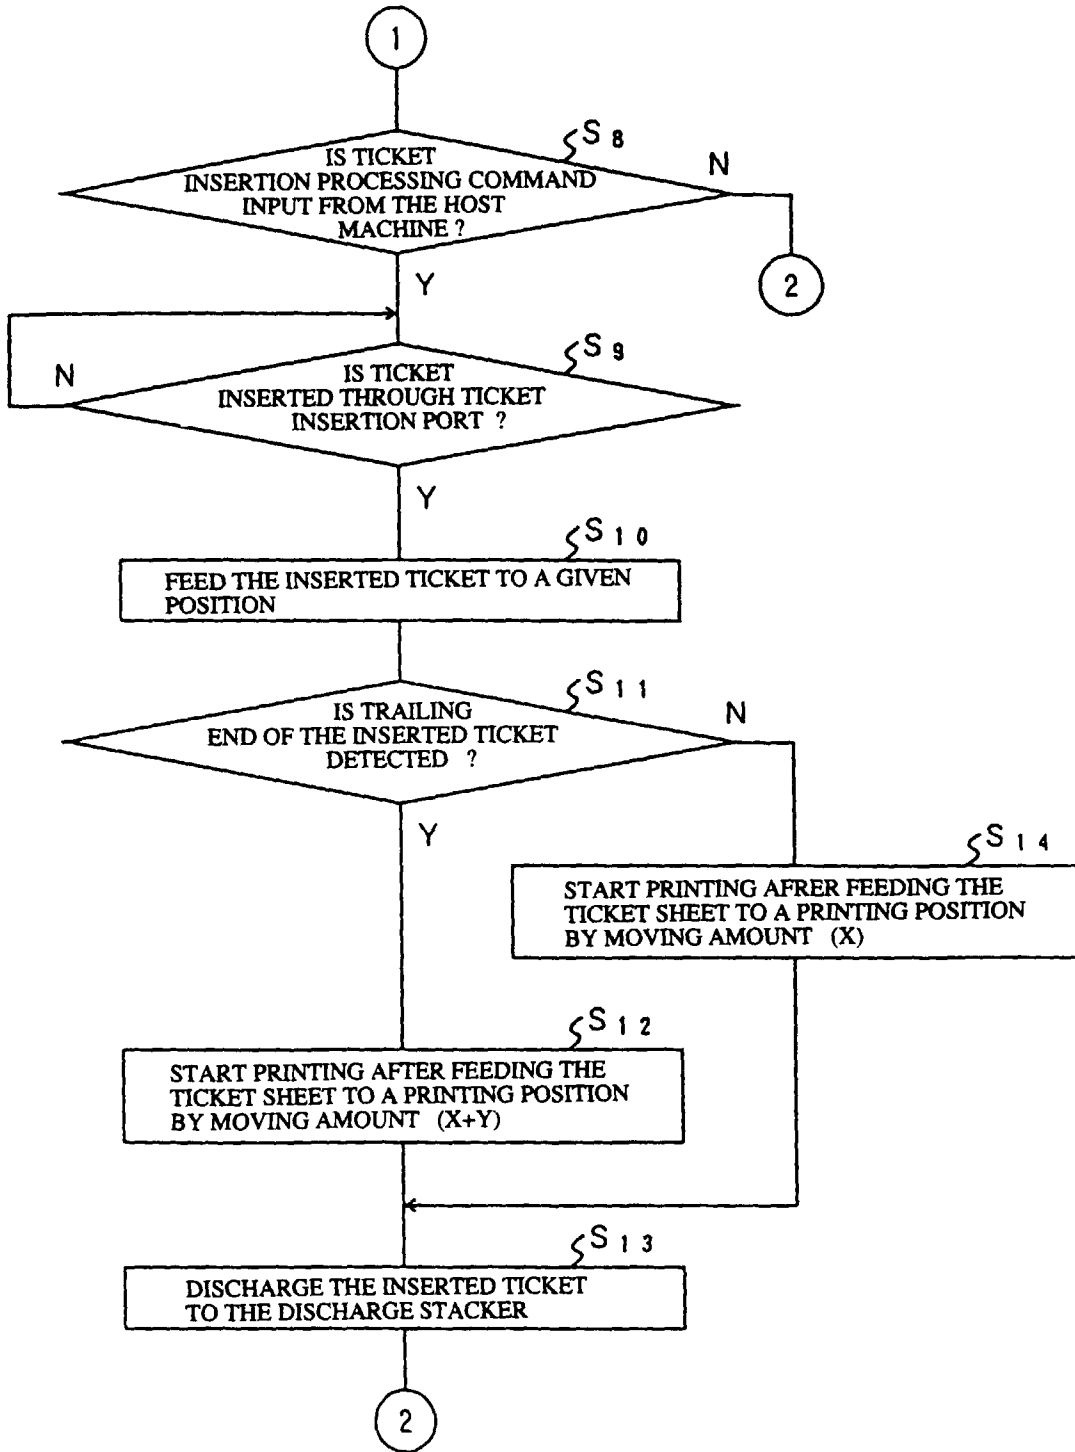 1
S8
IS TICKET
INSERTION PROCESSING COMMAND
INPUT FROM THE HOST
MACHINE ?
N
Y
2
S9
IS TICKET
INSERTED THROUGH TICKET
INSERTION PORT ?
N
Y
S10
FEED THE INSERTED TICKET TO A GIVEN
POSITION
S11
IS TRAILING
END OF THE INSERTED TICKET
DETECTED ?
N
Y
S14
START PRINTING AFRER FEEDING THE
TICKET SHEET TO A PRINTING POSITION
BY MOVING AMOUNT (X)
S12
START PRINTING AFTER FEEDING THE
TICKET SHEET TO A PRINTING POSITION
BY MOVING AMOUNT (X+Y)
S13
DISCHARGE THE INSERTED TICKET
TO THE DISCHARGE STACKER
2